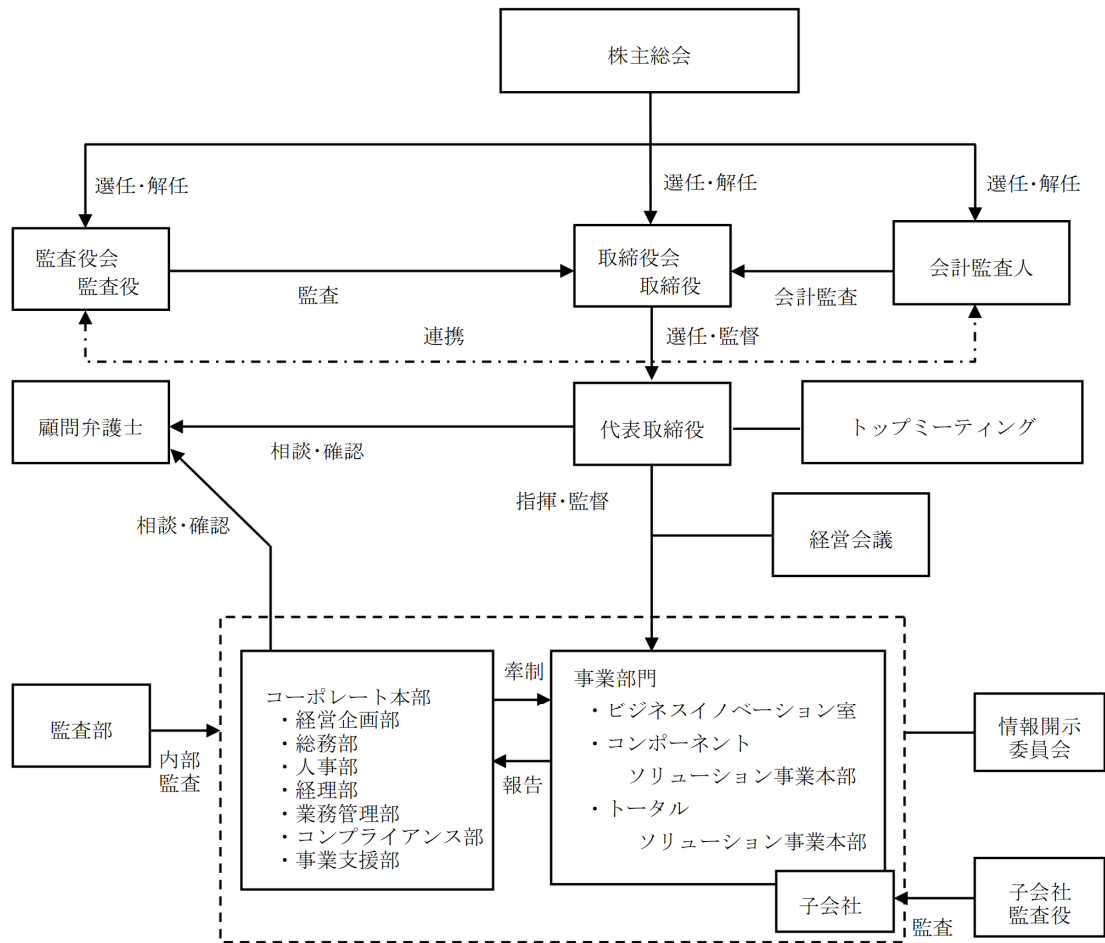 株主総会
選任・解任
選任・解任
選任・解任
監査役会
監査役
監査
取締役会
取締役
会計監査
会計監査人
連携
選任・監督
顧問弁護士
相談・確認
代表取締役
トップミーティング
指揮・監督
相談・確認
経営会議
監査部
内部
監査
コーポレート本部
・経営企画部
・総務部
・人事部
・経理部
・業務管理部
・コンプライアンス部
・事業支援部
牽制
報告
事業部門
・ビジネスイノベーション室
・コンポーネント
ソリューション事業本部
・トータル
ソリューション事業本部
子会社
情報開示
委員会
監査
子会社
監査役